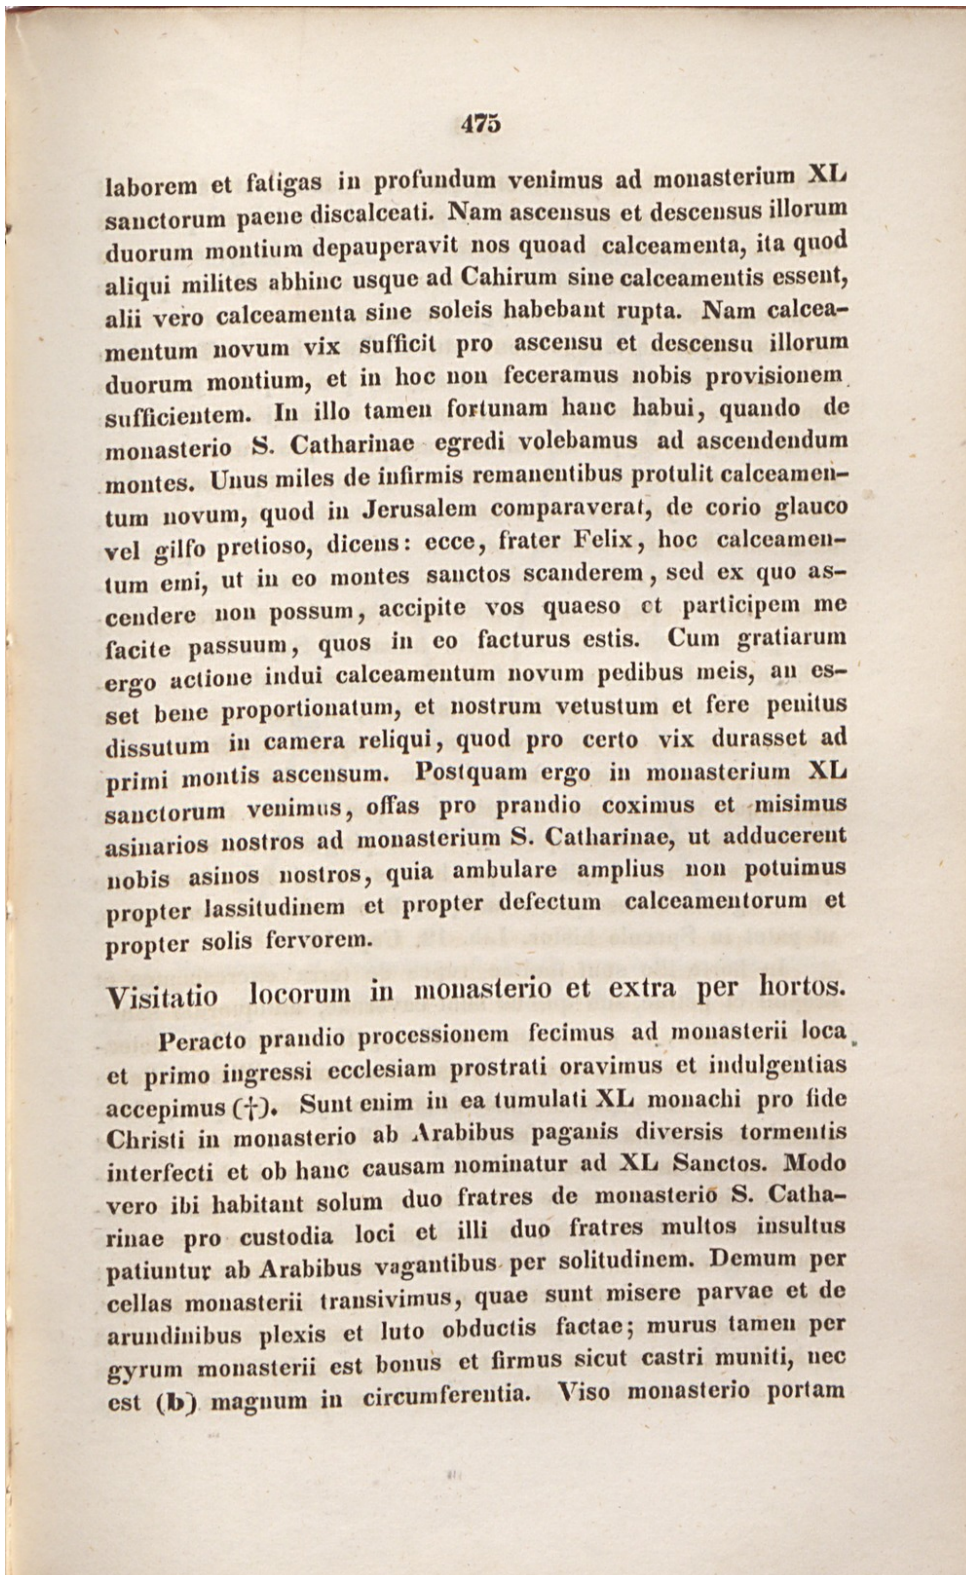 475
laborem et fatigas in profundum venimus ad monasterium XL
sanctorum paene discalceati. Nam ascensus et descensus illorum
duorum montium depauperavit nos quoad calceamenta, ita quod
aliqui milites abhinc usque ad Cahirum sine calceamentis essent,
alii vero calceamenta sine soleis habebant rupta. Nam calcea-
mentum novum vix sufficit pro ascensu et descensu illorum
duorum montium, et in hoc non feceramus nobis provisionem
sufficientem. In illo tamen fortunam hanc habui, quando de
monasterio S. Catharinae egredi volebamus ad ascendendum
montes. Unus miles de infirmis remanentibus protulit calceamen-
tum novum, quod in Jerusalem comparaverat, de corio glauco
vel gilfo pretioso, dicens: ecce, frater Felix, hoc calceamen-
tum emi, ut in eo montes sanctos scanderem, sed ex quo as-
cendere non possum, accipite vos quaeso et participem me
facite passuum, quos in eo facturus estis. Cum gratiarum
ergo actione indui calceamentum novum pedibus meis, an es-
set bene proportionatum, et nostrum vetustum et fere penitus
dissutum in camera reliqui, quod pro certo vix durasset ad
primi montis ascensum. Postquam ergo in monasterium XL
sanctorum venimus, offas pro prandio coximus et misimus
asinarios nostros ad monasterium S. Catharinae, ut adducerent
nobis asinos nostros, quia ambulare amplius non potuimus
propter lassitudinem et propter defectum calceamentorum et
propter solis fervorem.
Visitatio locorum in monasterio et extra per hortos.
Peracto prandio processionem fecimus ad monasterii loca
et primo ingressi ecclesiam prostrati oravimus et indulgentias
accepimus (†). Sunt enim in ea tumulati XL monachi pro fide
Christi in monasterio ab Arabibus paganis diversis tormentis
interfecti et ob hanc causam nominatur ad XL Sanctos. Modo
vero ibi habitant solum duo fratres de monasterio S. Catha-
rinae pro custodia loci et illi duo fratres multos insultus
patiuntur ab Arabibus vagantibus per solitudinem. Demum per
cellas monasterii transivimus, quae sunt misere parvae et de
arundinibus plexis et luto obductis factae; murus tamen per
gyrum monasterii est bonus et firmus sicut castri muniti, nec
est (b) magnum in circumferentia. Viso monasterio portam